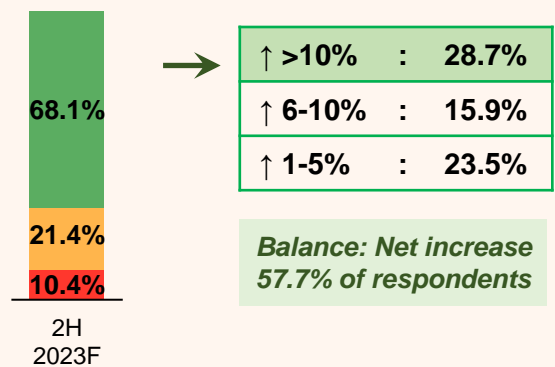 68.1%
21.4%
10.4%
2H
2023F
↑ >10% : 28.7%
↑ 6-10% : 15.9%
↑ 1-5% : 23.5%
Balance: Net increase
57.7% of respondents